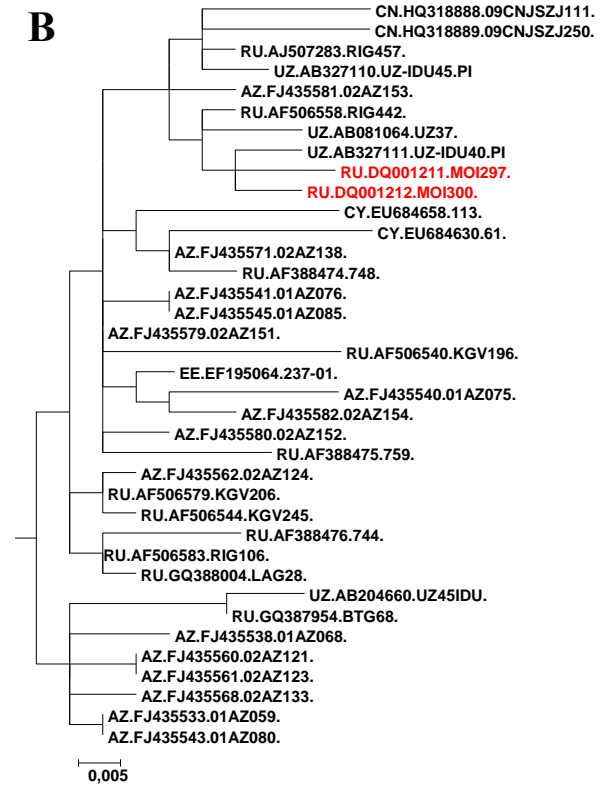 B
CN.HQ318888.09CNJSZJ111.
CN.HQ318889.09CNJSZJ250.
RU.AJ507283.RIG457.
UZ.AB327110.UZ-IDU45.PI
AZ.FJ435581.02AZ153.
RU.AF506558.RIG442.
UZ.AB081064.UZ37.
UZ.AB327111.UZ-IDU40.PI
RU.DQ001211.MOI297.
RU.DQ001212.MOI300.
CY.EU684658.113.
CY.EU684630.61.
AZ.FJ435571.02AZ138.
RU.AF388474.748.
AZ.FJ435541.01AZ076.
AZ.FJ435545.01AZ085.
AZ.FJ435579.02AZ151.
RU.AF506540.KGV196.
EE.EF195064.237-01.
AZ.FJ435540.01AZ075.
AZ.FJ435582.02AZ154.
AZ.FJ435580.02AZ152.
RU.AF388475.759.
AZ.FJ435562.02AZ124.
RU.AF506579.KGV206.
RU.AF506544.KGV245.
RU.AF388476.744.
RU.AF506583.RIG106.
RU.GQ388004.LAG28.
UZ.AB204660.UZ45IDU.
RU.GQ387954.BTG68.
AZ.FJ435538.01AZ068.
AZ.FJ435560.02AZ121.
AZ.FJ435561.02AZ123.
AZ.FJ435568.02AZ133.
AZ.FJ435533.01AZ059.
AZ.FJ435543.01AZ080.
0,005